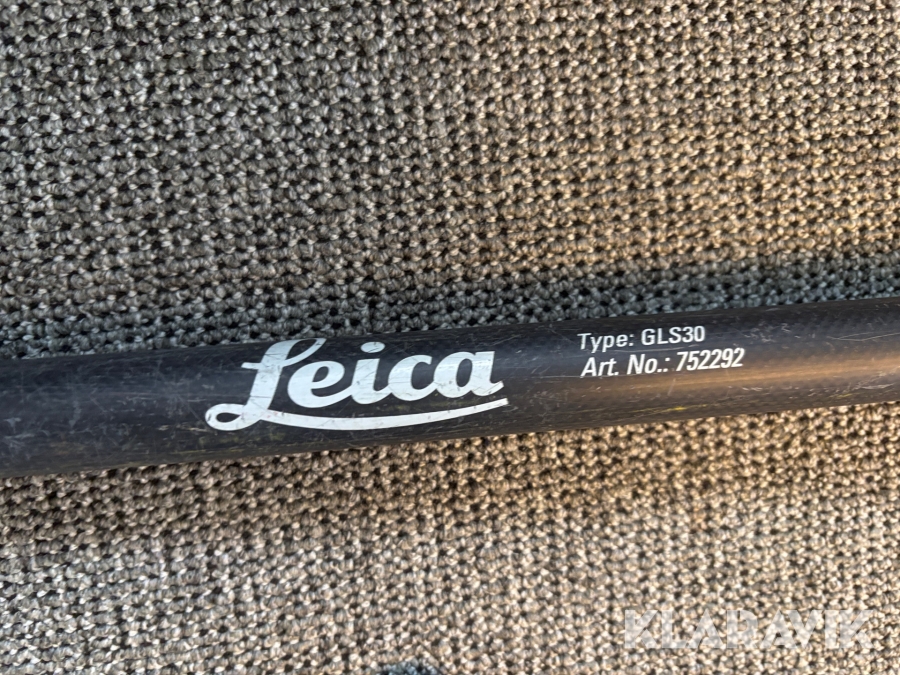 Leica
Type: GLS30
Art. No.: 752292
KLARAVIK